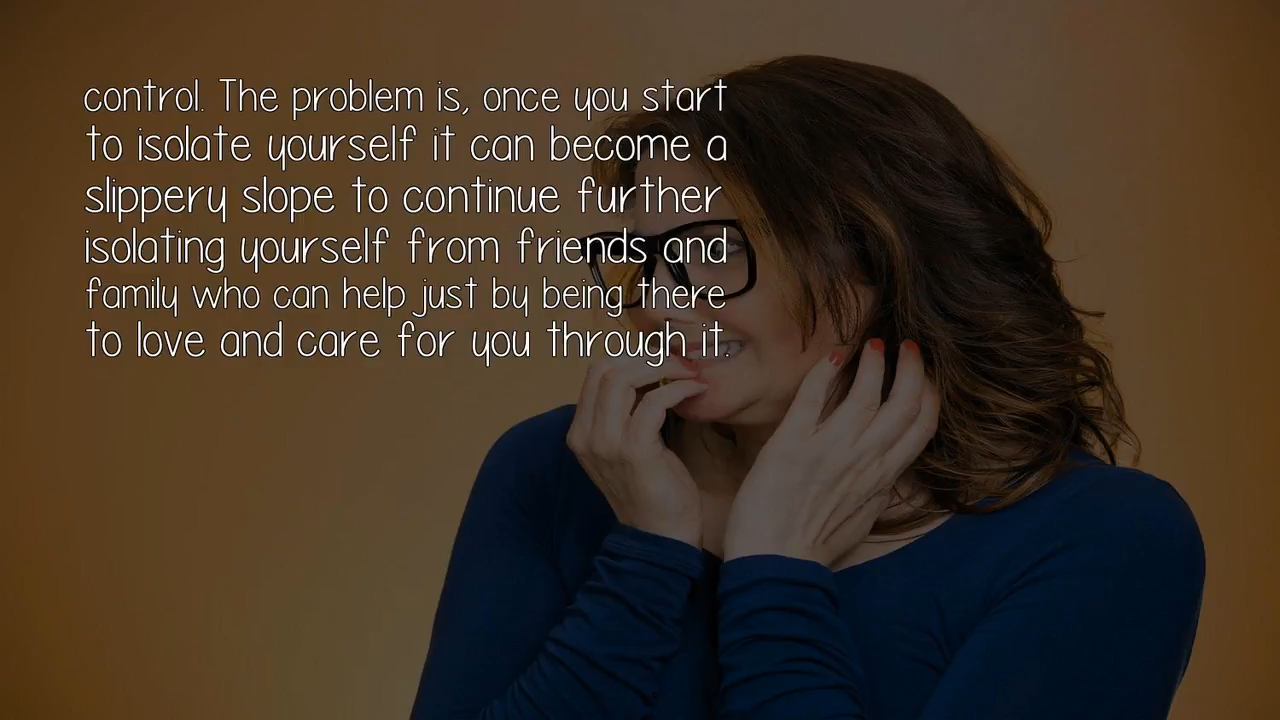 control. The problem is, once you start
to isolate yourself it can become a
slippery slope to continue further
isolating yourself from friends and
family who can help just by being there
to love and care for you through it.